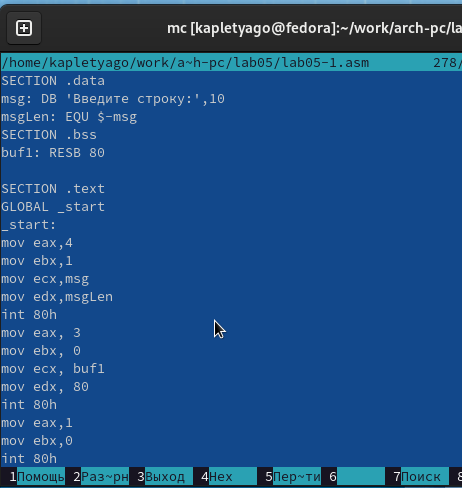 mc [kapletyago@fedora]:~/work/arch-pc/la
/home/kapletyago/work/a~h-pc/lab05/lab05-1.asm 278/
SECTION .data
msg: DB 'Введите строку:',10
msgLen: EQU $-msg
SECTION .bss
buf1: RESB 80
SECTION .text
GLOBAL _start
_start:
mov eax,4
mov ebx,1
mov ecx,msg
mov edx,msgLen
int 80h
mov eax, 3
mov ebx, 0
mov ecx, buf1
mov edx, 80
int 80h
mov eax,1
mov ebx,0
int 80h
1Помощь 2Раз~рн 3Выход 4Hex 5Пер~ти 6 7Поиск 8